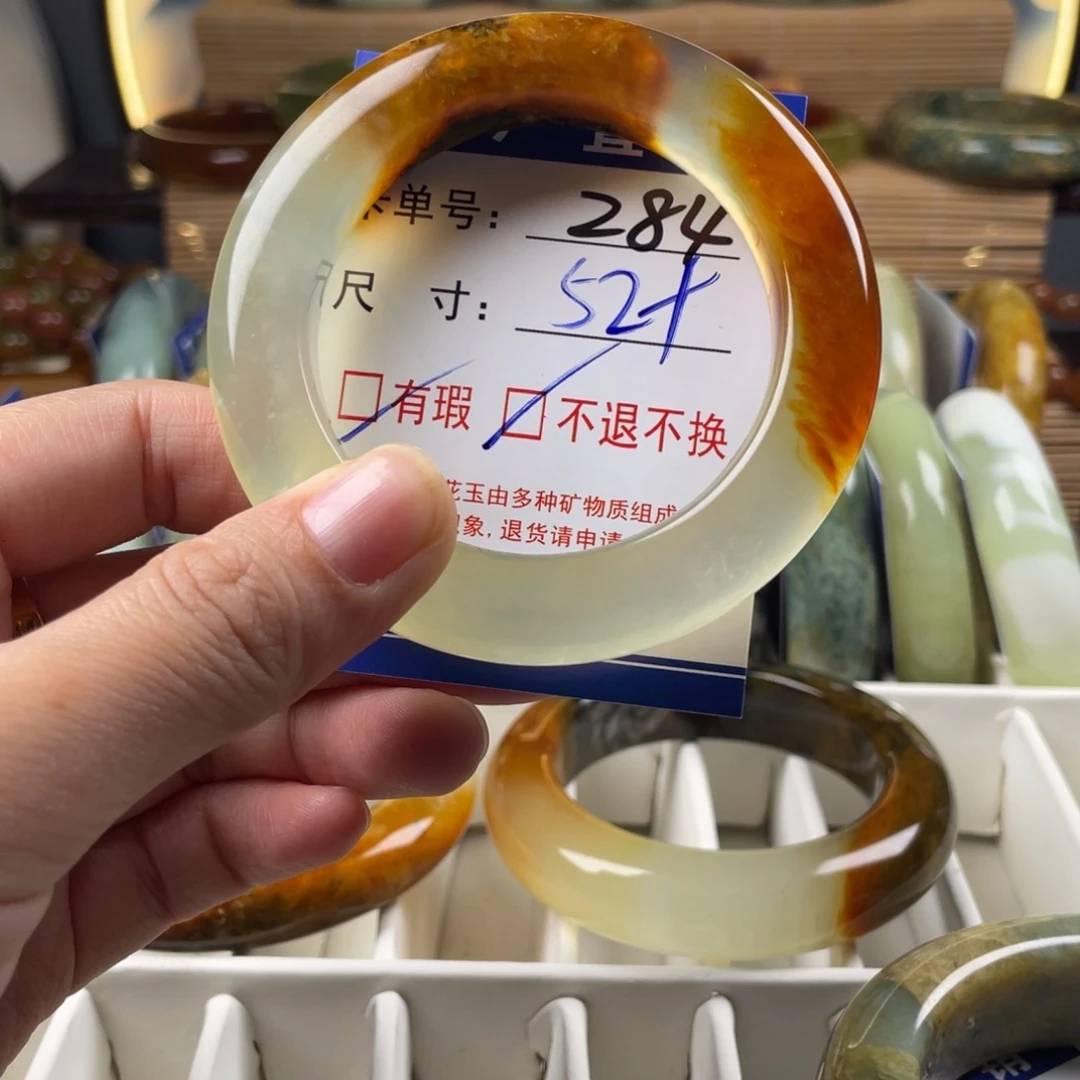 直
单号: 284
尺 寸: 52+
有瑕 不退不换
花玉由多种矿物质组成
象, 退货请申请